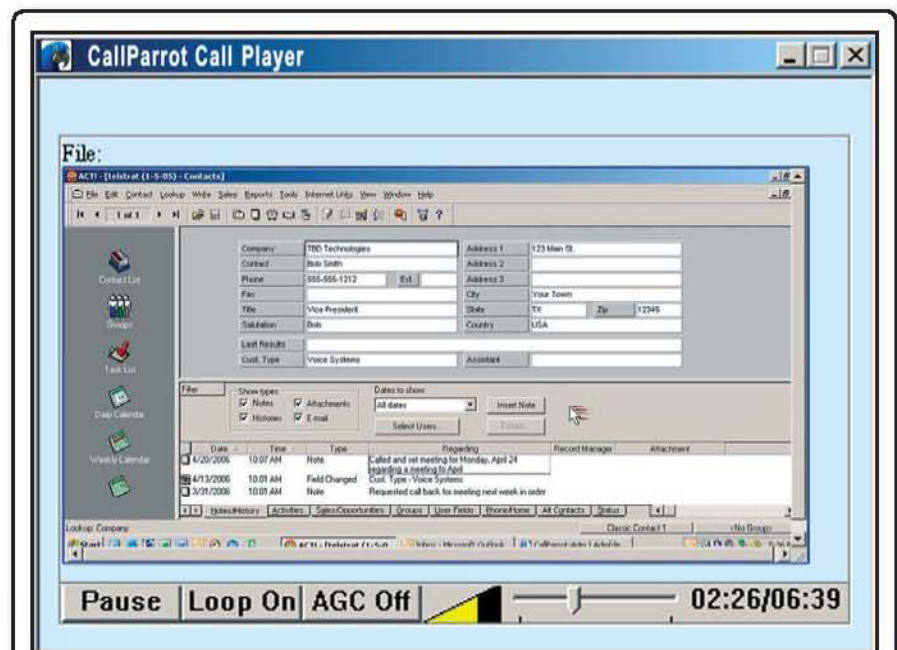 CallParrot Call Player
File:
ACT! - [telstrat (1-5-05) - Contacts]
File Edit Contact Lookup Write Sales Reports Tools Internet Links View Window Help
1 of 1
Company TBD Technologies Address 1 123 Main St.
Contact Bob Smith Address 2
Phone 555-555-1212 Ext. Address 3
Fax City Your Town
Title Vice President State TX Zip 12345
Salutation Bob Country USA
Last Results
Cust. Type Voice Systems Assistant
Contact List
Groups
Task List
Daily Calendar
Weekly Calendar
Filter Show types Dates to show:
Notes Attachments All dates Insert Note
Histories E-mail Select Users...
Date Time Type Regarding Record Manager Attachment
4/20/2006 10:07 AM Note Called and set meeting for Monday, April 24
regarding a meeting to April
4/13/2006 10:01 AM Field Changed Cust. Type - Voice Systems
3/31/2006 10:01 AM Note Requested call back for meeting next week in order
Notes/History Activities Sales/Opportunities Groups User Fields Phone/Home Alt Contacts Status
Lookup: Company Classic Contact 1 <No Group>
Start ACT! - [telstrat (1-5-0... Inbox - Microsoft Outlook
Pause Loop On AGC Off 02:26/06:39